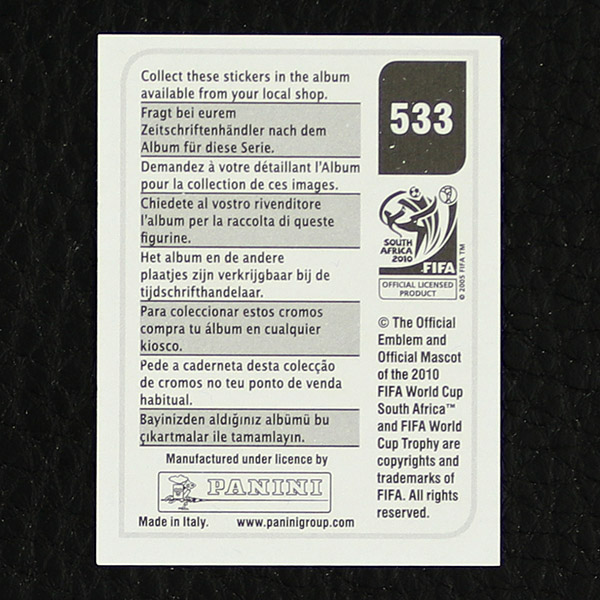 Collect these stickers in the album
available from your local shop.
Fragt bei eurem
Zeitschriftenhändler nach dem
Album für diese Serie.
Demandez à votre détaillant l'Album
pour la collection de ces images.
Chiedete al vostro rivenditore
l'album per la raccolta di queste
figurine.
Het album en de andere
plaatjes zijn verkrijgbaar bij de
tijdschrifthandelaar.
Para coleccionar estos cromos
compra tu álbum en cualquier
kiosco.
Pede a caderneta desta colecção
de cromos no teu ponto de venda
habitual.
Bayinizden aldığınız albümü bu
çıkartmalar ile tamamlayın.
Manufactured under licence by
PANINI
Made in Italy. www.paninigroup.com
533
SOUTH
AFRICA
2010
FIFA
OFFICIAL LICENSED
PRODUCT
© 2005 FIFA TM
© The Official
Emblem and
Official Mascot
of the 2010
FIFA World Cup
South Africa™
and FIFA World
Cup Trophy are
copyrights and
trademarks of
FIFA. All rights
reserved.